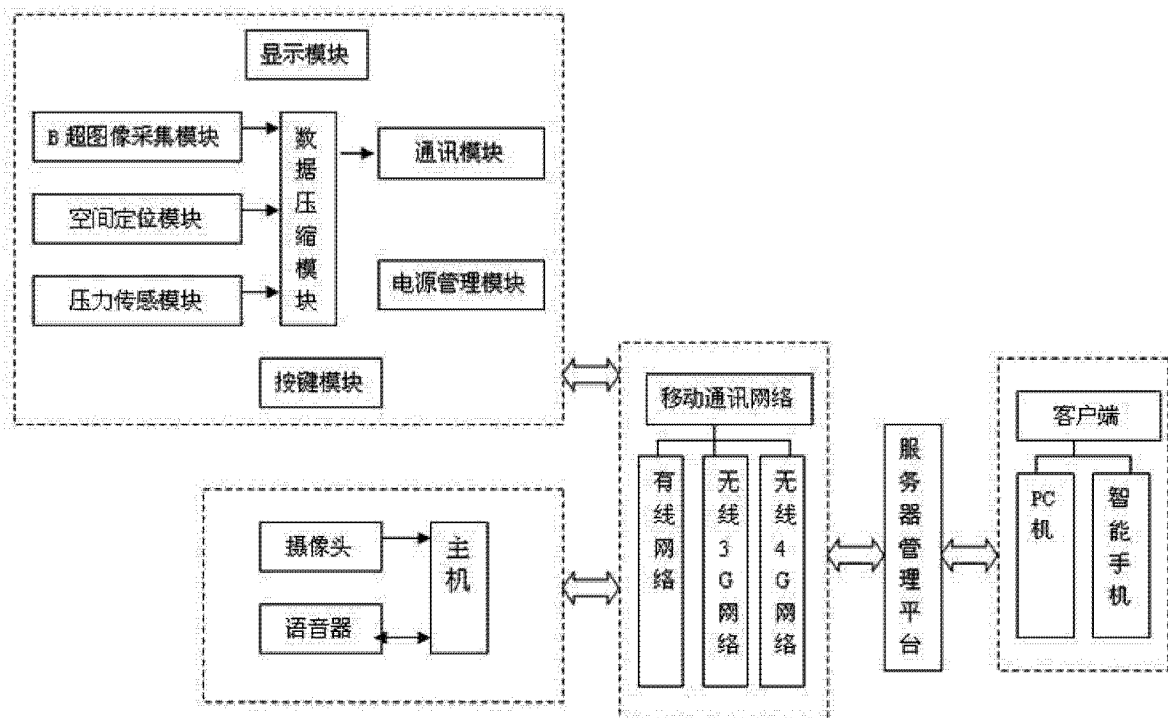 显示模块
B超图像采集模块
空间定位模块
压力传感模块
数据压缩模块
通讯模块
电源管理模块
按键模块
摄像头
语音器
主机
移动通讯网络
有线网络
无线3G网络
无线4G网络
服务器管理平台
客户端
PC机
智能手机